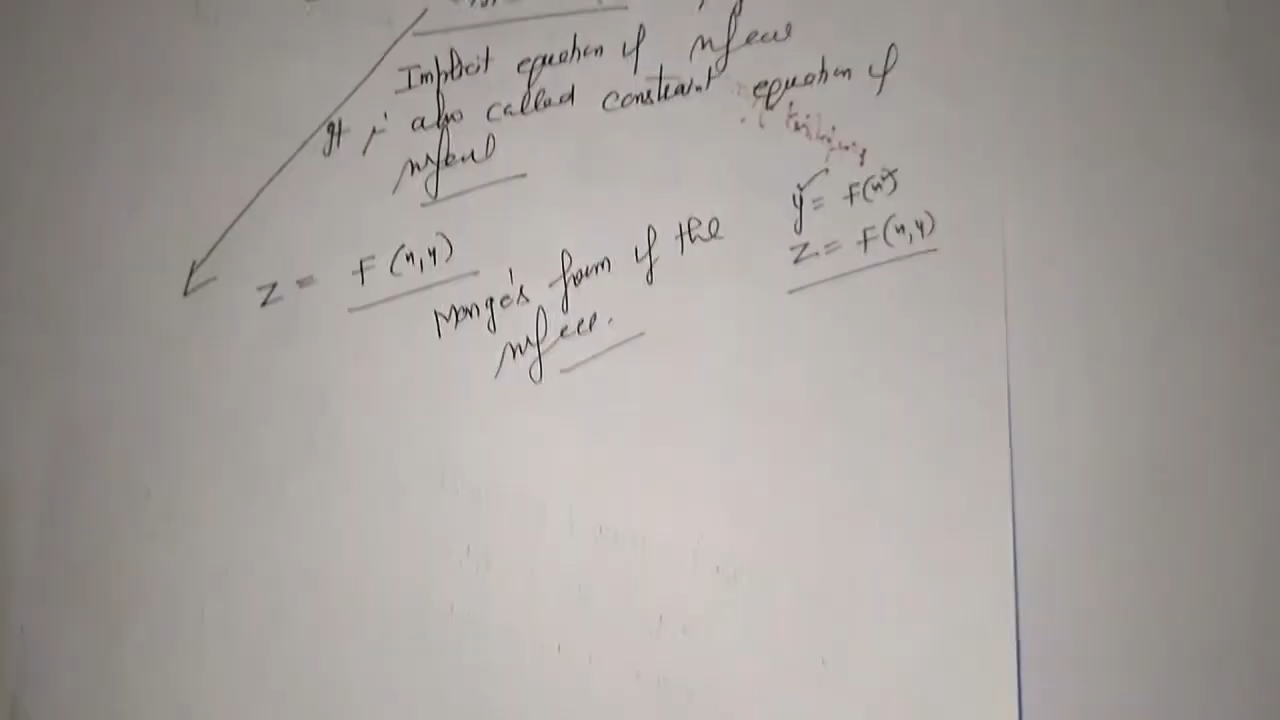 Implicit equation of surface
It is also called constraint equation of
surface
y = F(x)
z = F(x,y)
z = F(x,y)
Monge's form of the
surface.